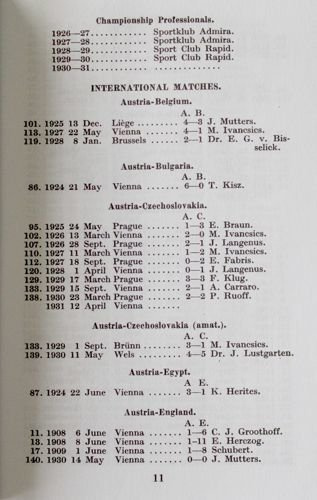 Championship Professionals.
1926—27 . . . . . . . . . . Sportklub Admira.
1927—28 . . . . . . . . . . Sportklub Admira.
1928—29 . . . . . . . . . . Sport Club Rapid.
1929—30 . . . . . . . . . . Sport Club Rapid.
1930—31 . . . . . . . . . .
INTERNATIONAL MATCHES.
Austria-Belgium.
A. B.
101. 1925 13 Dec. Liège . . . . . . . . 4—3 J. Mutters.
113. 1927 22 May Vienna . . . . . . . 4—1 M. Ivancsics.
119. 1928 8 Jan. Brussels . . . . . . 2—1 Dr. E. G. v. Bis-
selick.
Austria-Bulgaria.
A. B.
86. 1924 21 May Vienna . . . . . . . 6—0 T. Kisz.
Austria-Czechoslovakia.
A. C.
95. 1925 24 May Prague . . . . . . . 1—3 E. Braun.
102. 1926 13 March Vienna . . . . . . . 2—0 M. Ivancsics.
107. 1926 28 Sept. Prague . . . . . . . 2—1 J. Langenus.
110. 1927 11 March Vienna . . . . . . . 1—2 M. Ivancsics.
112. 1927 18 Sept. Prague . . . . . . . 0—2 E. Fabris.
120. 1928 1 April Vienna . . . . . . . 0—1 J. Langenus.
129. 1929 17 March Prague . . . . . . . 3—3 F. Klug.
133. 1929 15 Sept. Vienna . . . . . . . 2—1 A. Carraro.
138. 1930 23 March Prague . . . . . . . 2—2 P. Ruoff.
1931 12 April Vienna . . . . . . .
Austria-Czechoslovakia (amat.).
A. C.
133. 1929 1 Sept. Brünn . . . . . . . . 3—1 M. Ivancsics.
139. 1930 11 May Wels . . . . . . . . . 4—5 Dr. J. Lustgarten.
Austria-Egypt.
A. E.
87. 1924 22 June Vienna . . . . . . . 3—1 K. Herites.
Austria-England.
A. E.
11. 1908 6 June Vienna . . . . . . . 1—6 C. J. Groothoff.
13. 1908 8 June Vienna . . . . . . . 1-11 E. Herczog.
17. 1909 1 June Vienna . . . . . . . 1—8 Schubert.
140. 1930 14 May Vienna . . . . . . . 0—0 J. Mutters.
11